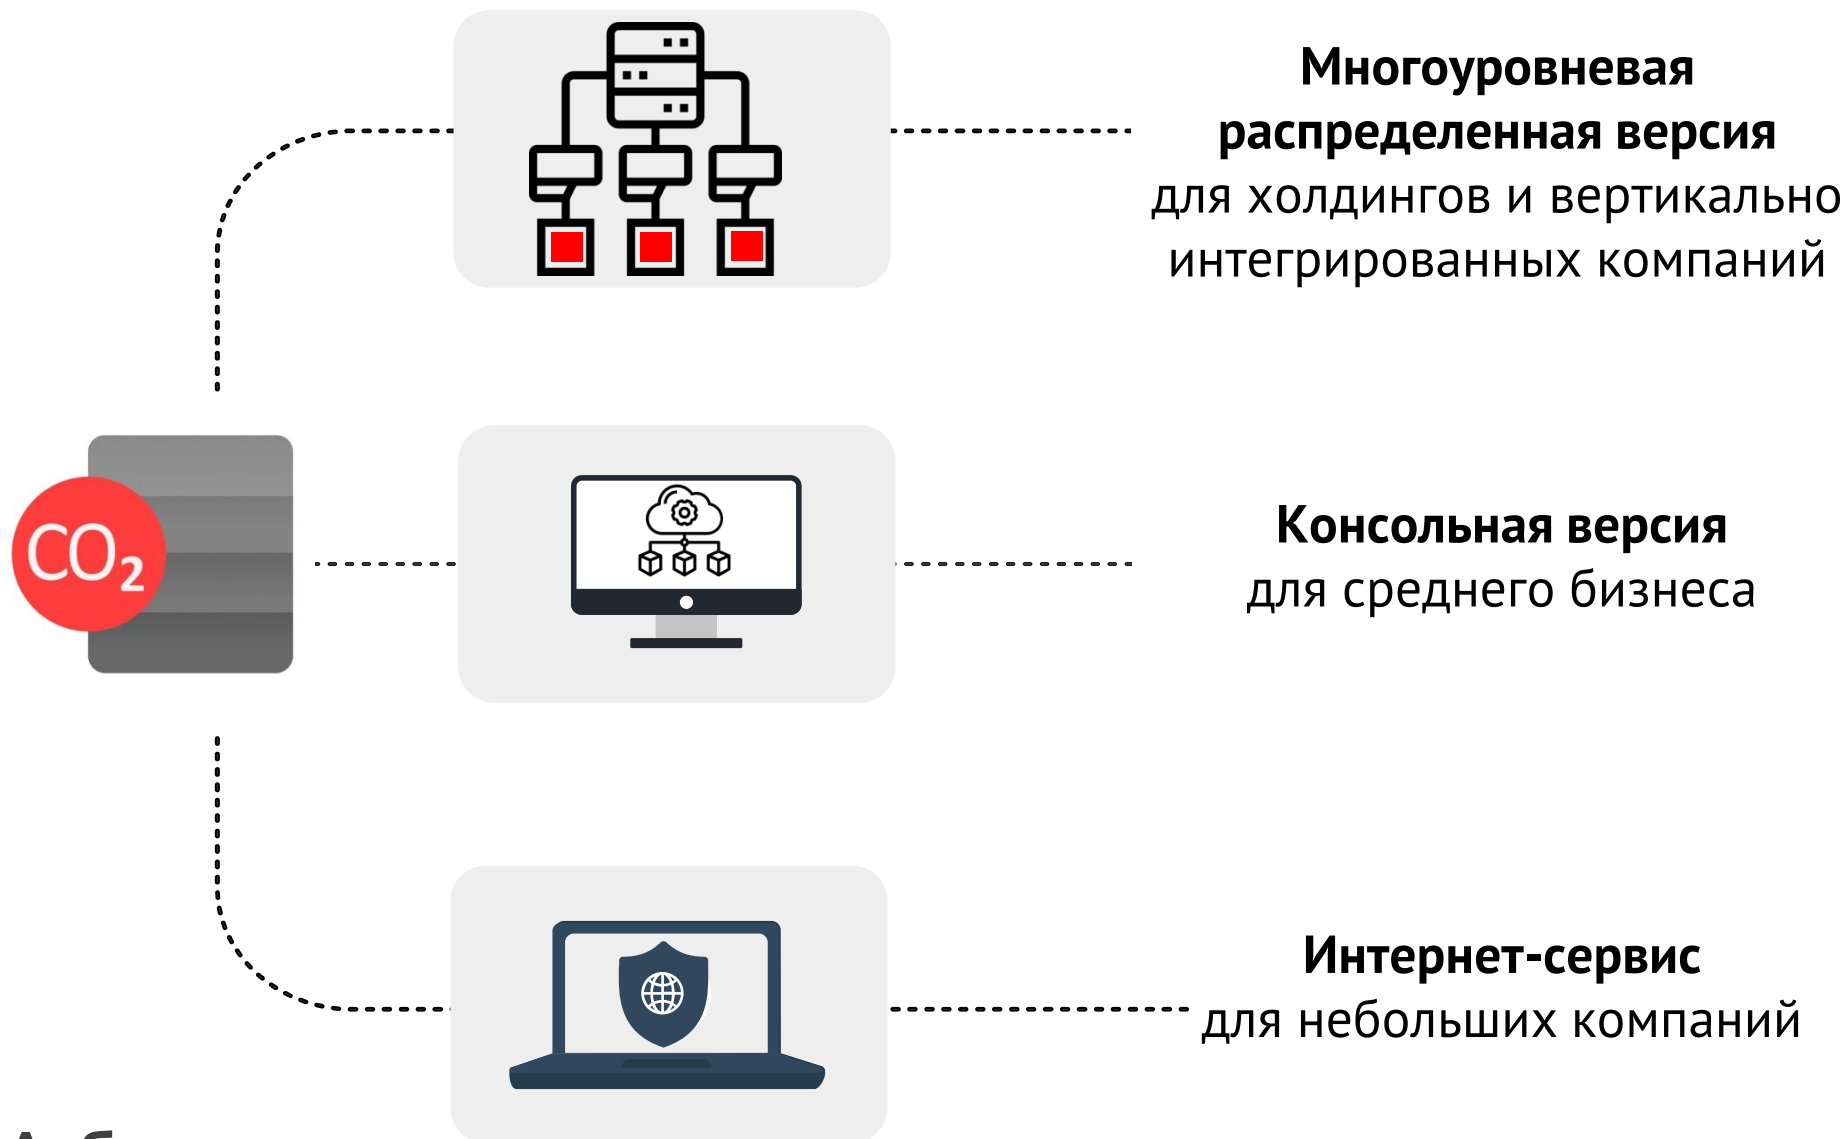 Многоуровневая
распределенная версия
для холдингов и вертикально
интегрированных компаний
CO₂
Консольная версия
для среднего бизнеса
Интернет-сервис
для небольших компаний